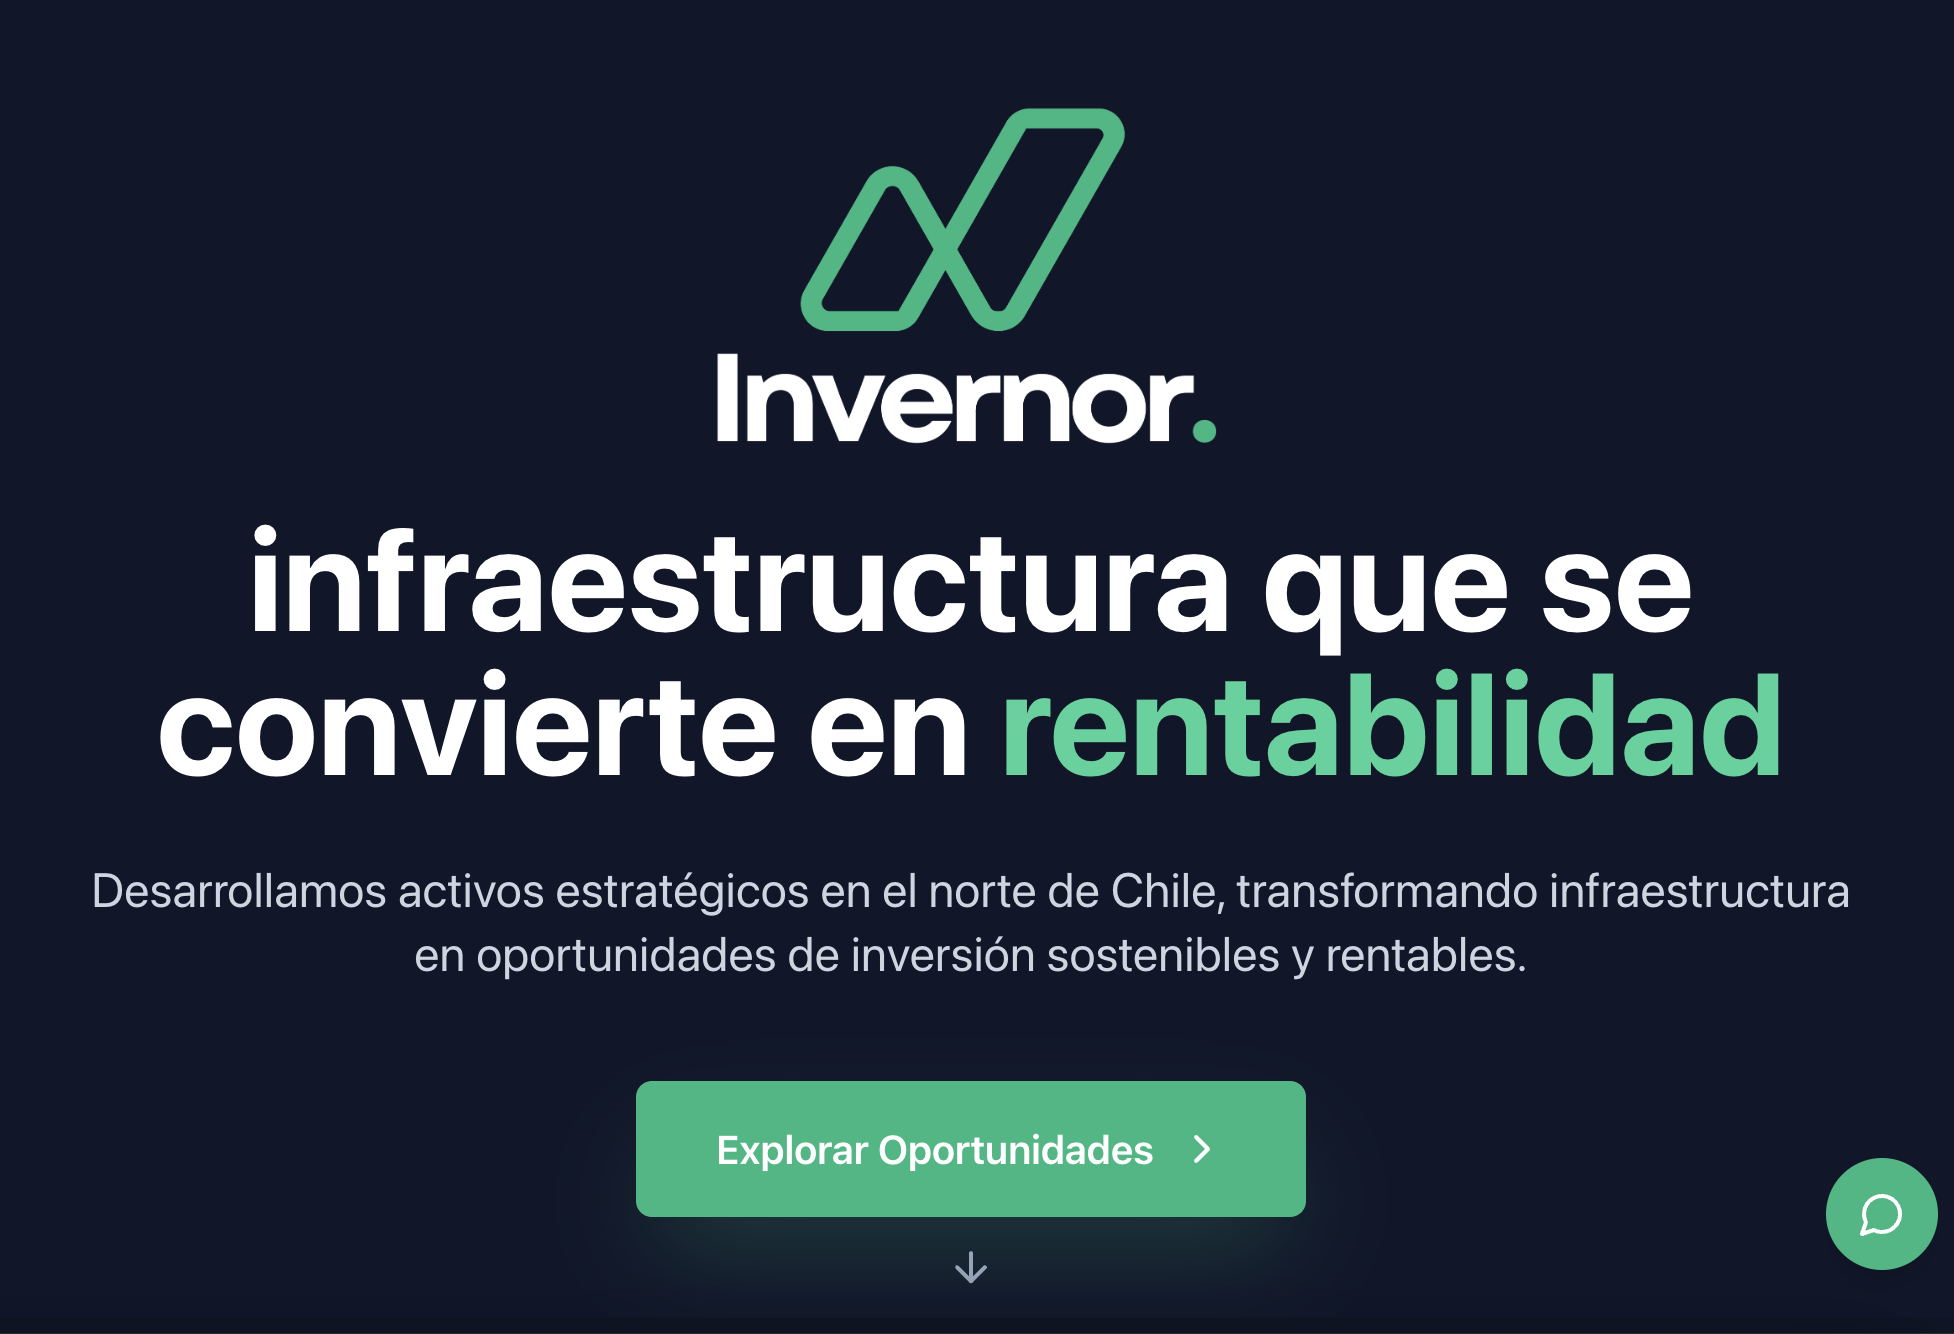 Invernor.
infraestructura que se
convierte en rentabilidad
Desarrollamos activos estratégicos en el norte de Chile, transformando infraestructura
en oportunidades de inversión sostenibles y rentables.
Explorar Oportunidades